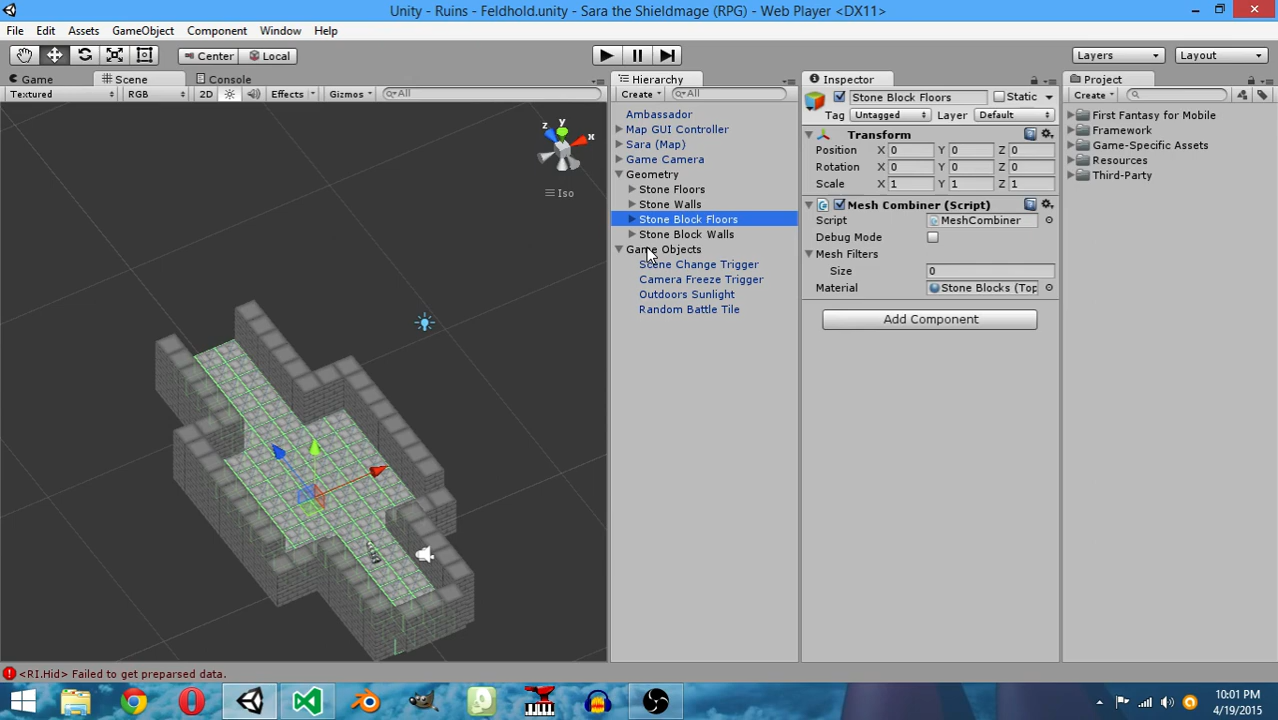 Unity - Ruins - Feldhold.unity - Sara the ShieldMage (RPG) - Web Player <DX11>
File Edit Assets GameObject Component Window Help
Center Local Layers Layout
Game Scene Console Hierarchy Inspector Project
Textured RGB 2D Effects Gizmos All Create All Create
Stone Block Floors Static
Tag Untagged Layer Default
Transform
Position X 0 Y 0 Z 0
Rotation X 0 Y 0 Z 0
Scale X 1 Y 1 Z 1
Mesh Combiner (Script)
Script MeshCombiner
Debug Mode
Mesh Filters
Size 0
Material Stone Blocks (Top
Add Component
Ambassador
Map GUI Controller
Sara (Map)
Game Camera
Geometry
Stone Floors
Stone Walls
Stone Block Floors
Stone Block Walls
Game Objects
Scene Change Trigger
Camera Freeze Trigger
Outdoors Sunlight
Random Battle Tile
First Fantasy for Mobile
Framework
Game-Specific Assets
Resources
Third-Party
z y x
Iso
<RI.Hid> Failed to get preparsed data.
10:01 PM
4/19/2015